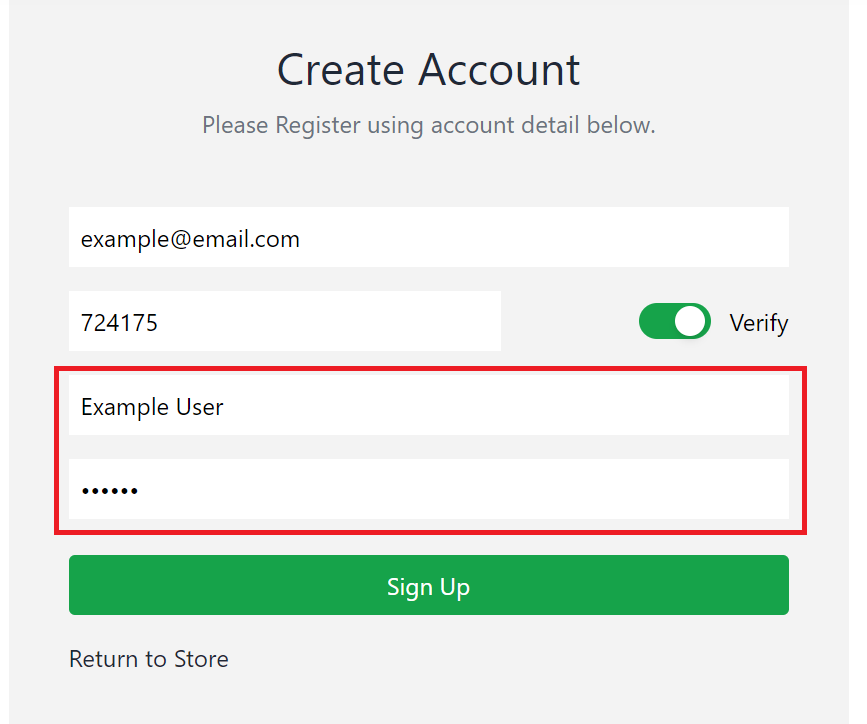 Create Account
Please Register using account detail below.
example@email.com
724175
Verify
Example User
••••••
Sign Up
Return to Store